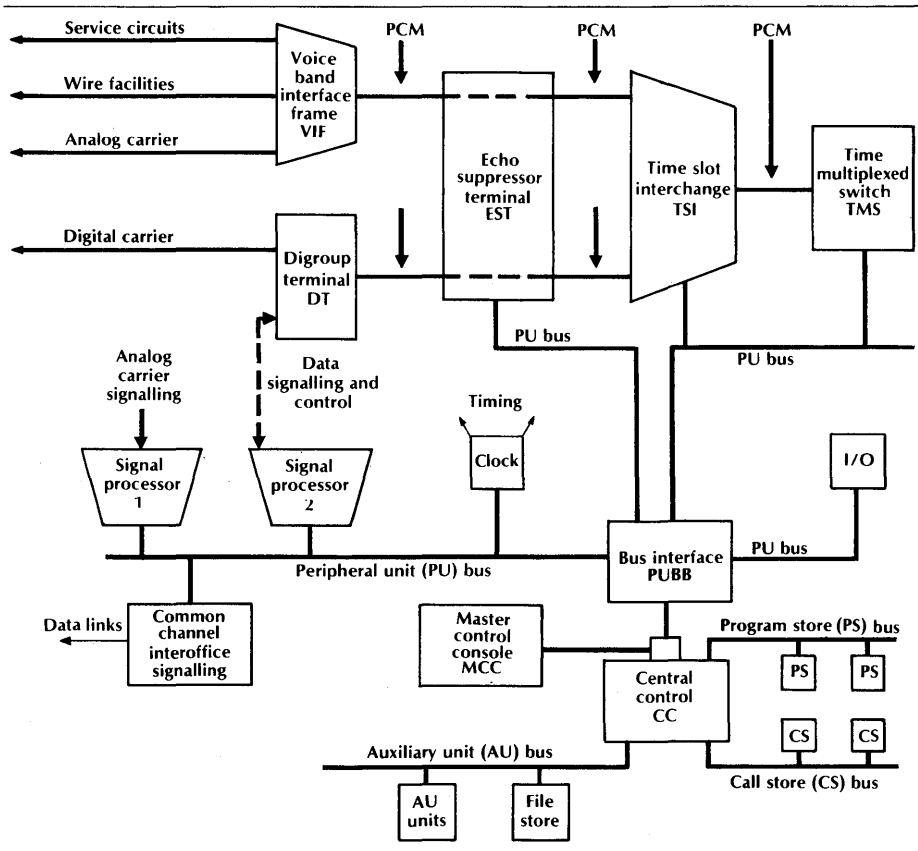 Service circuits
PCM
PCM
PCM
Voice
band
interface
frame
VIF
Wire facilities
Analog carrier
Echo
suppressor
terminal
EST
Time slot
interchange
TSI
Time
multiplexed
switch
TMS
Digital carrier
Digroup
terminal
DT
PU bus
PU bus
Analog
carrier
signalling
Data
signalling and
control
Timing
Signal
processor
1
Signal
processor
2
Clock
I/O
Peripheral unit (PU) bus
Bus interface
PUBB
PU bus
Data links
Common
channel
interoffice
signalling
Master
control
console
MCC
Program store (PS) bus
PS
PS
Central
control
CC
CS
CS
Auxiliary unit (AU) bus
Call store (CS) bus
AU
units
File
store